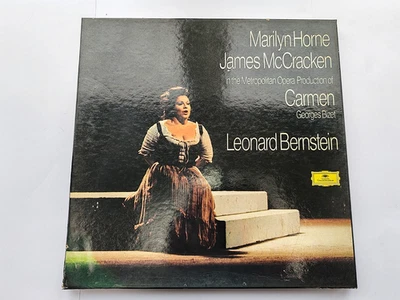 Marilyn Horne
James McCracken
in the Metropolitan Opera Production of
Carmen
Georges Bizet
Leonard Bernstein